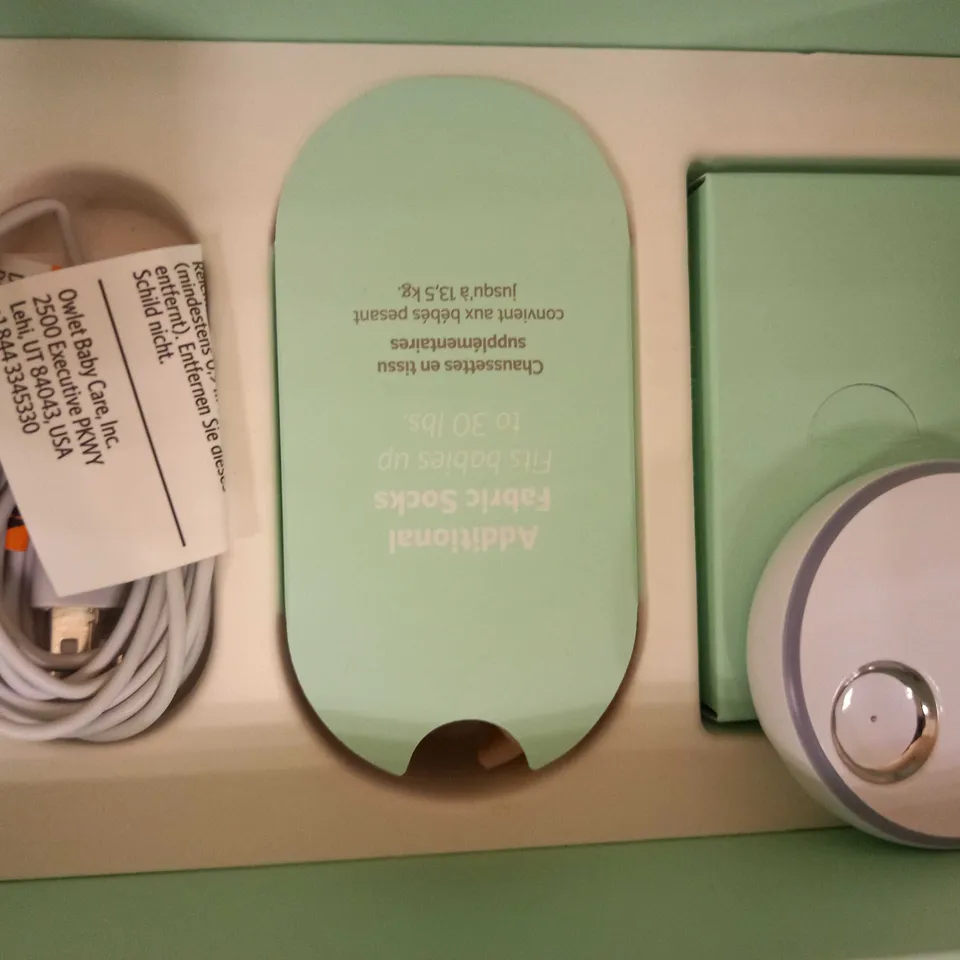 (mindestens
entfernt). Entfernen Sie dieses
Schild nicht.
Owlet Baby Care, Inc.
2500 Executive PKWY
Lehi, UT 84043, USA
844 3345330
Additional
Fabric Socks
Fits babies up
to 30 lbs.
Chaussettes en tissu
supplémentaires
convient aux bébés pesant
jusqu'à 13,5 kg.